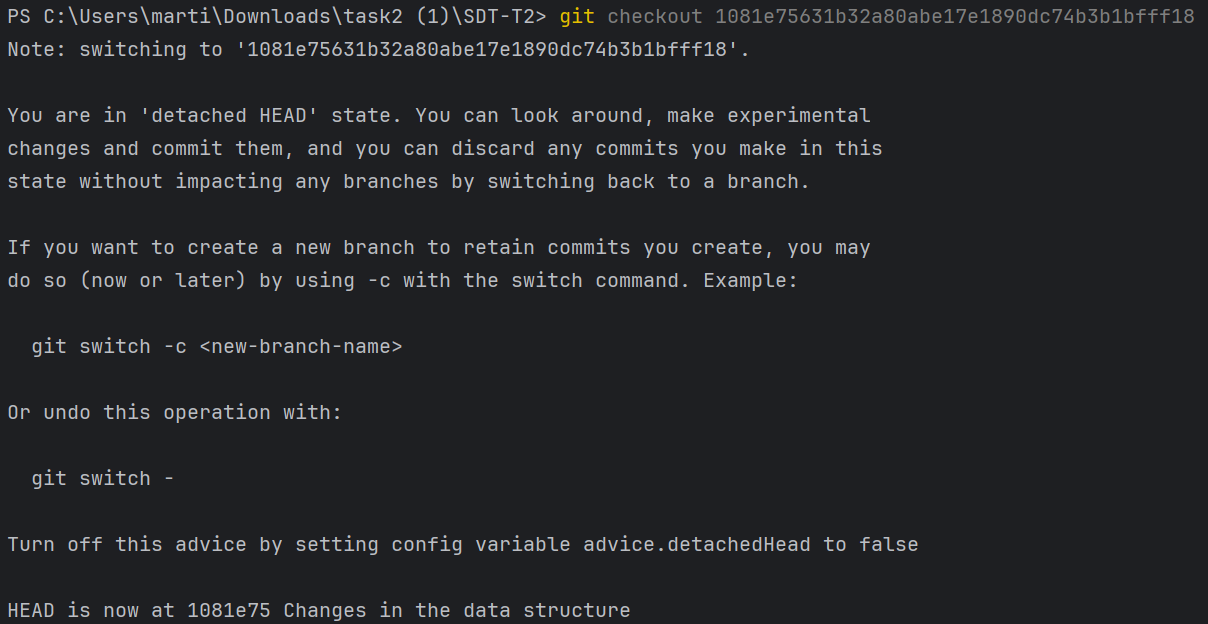 PS C:\Users\marti\Downloads\task2 (1)\SDT-T2> git checkout 1081e75631b32a80abe17e1890dc74b3b1bfff18
Note: switching to '1081e75631b32a80abe17e1890dc74b3b1bfff18'.
You are in 'detached HEAD' state. You can look around, make experimental
changes and commit them, and you can discard any commits you make in this
state without impacting any branches by switching back to a branch.
If you want to create a new branch to retain commits you create, you may
do so (now or later) by using -c with the switch command. Example:
git switch -c <new-branch-name>
Or undo this operation with:
git switch -
Turn off this advice by setting config variable advice.detachedHead to false
HEAD is now at 1081e75 Changes in the data structure